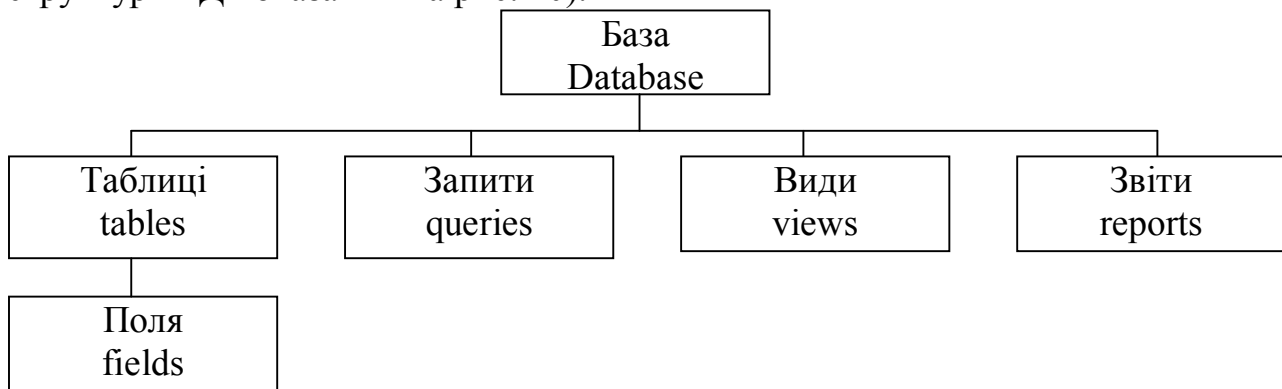 База
Database
Таблиці
tables
Запити
queries
Види
views
Звіти
reports
Поля
fields